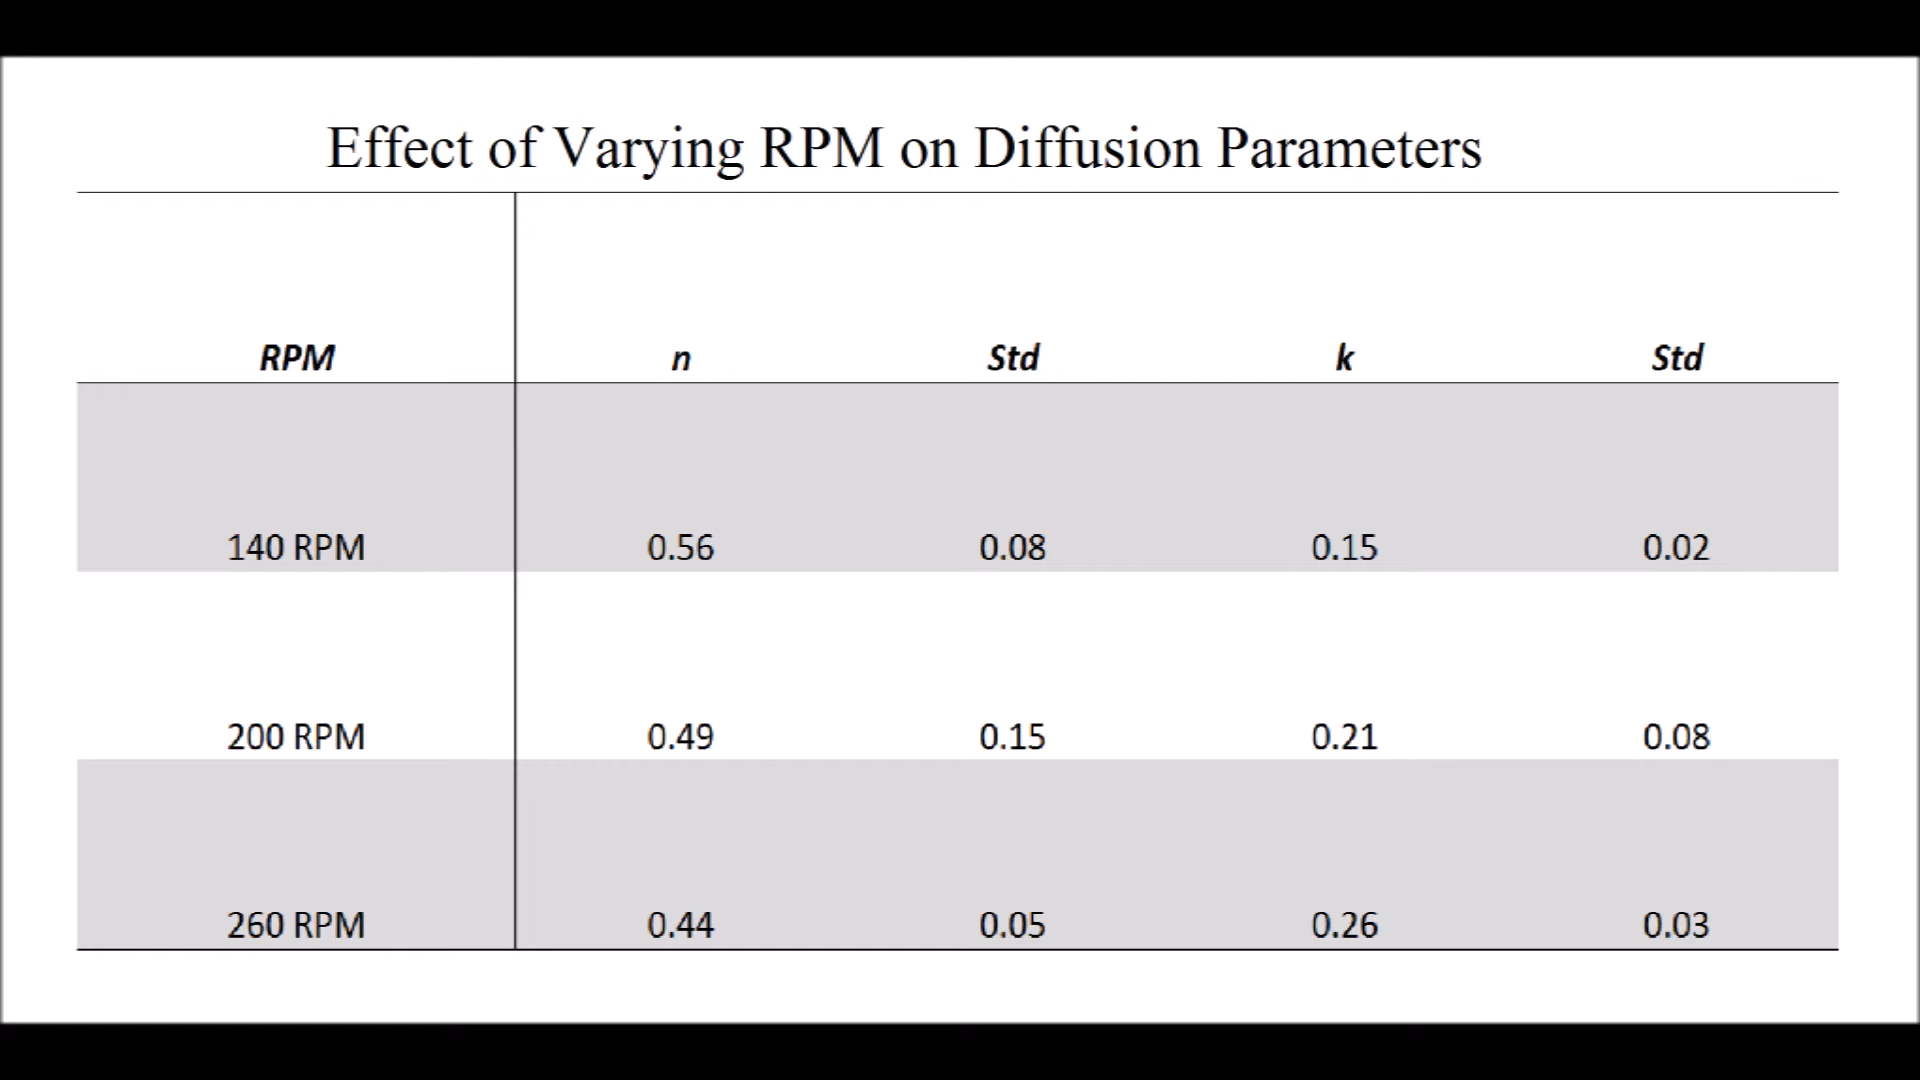 Effect of Varying RPM on Diffusion Parameters
RPM n Std k Std
140 RPM 0.56 0.08 0.15 0.02
200 RPM 0.49 0.15 0.21 0.08
260 RPM 0.44 0.05 0.26 0.03